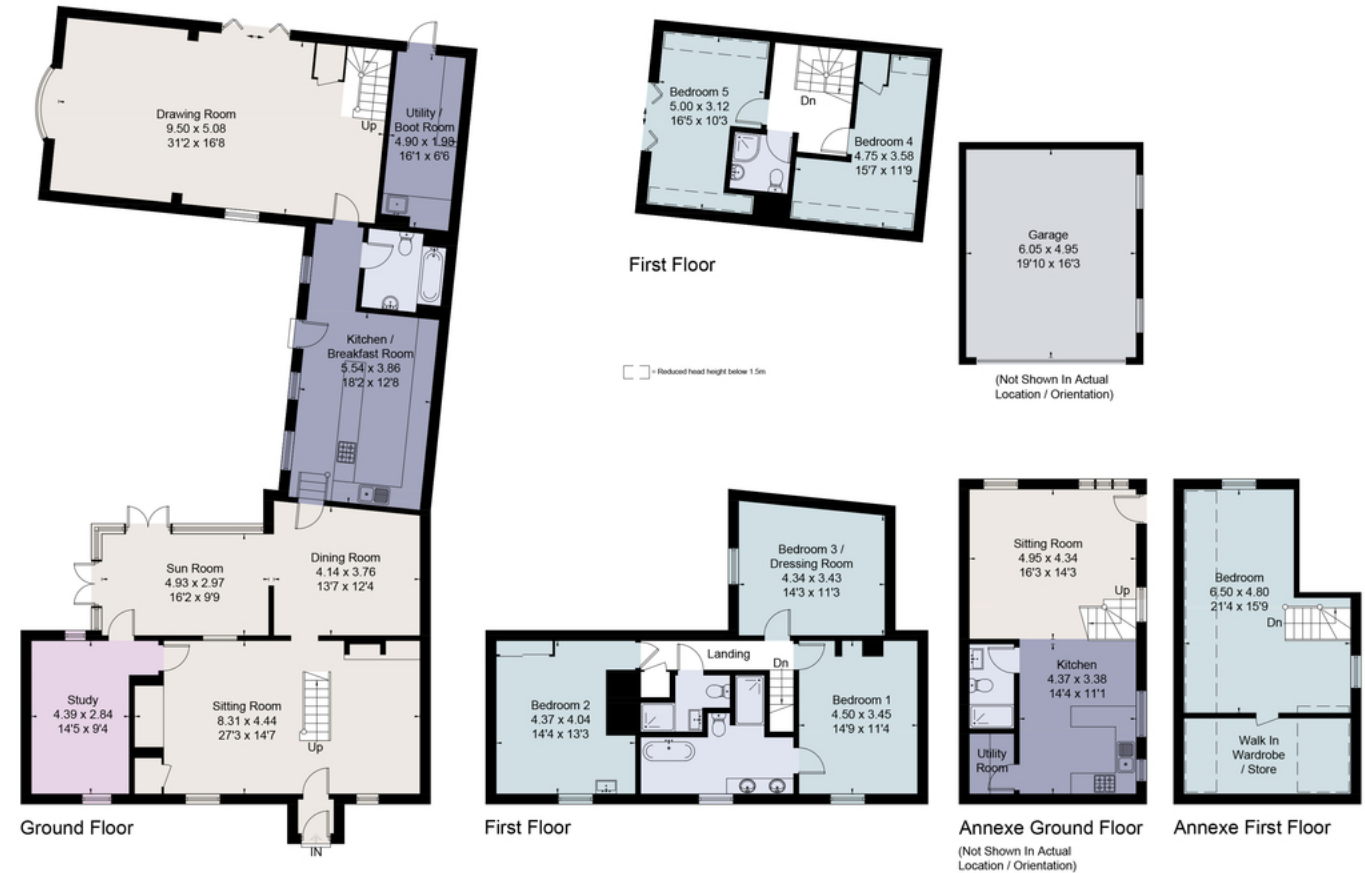 Drawing Room
9.50 x 5.08
31'2 x 16'8
Up
Utility /
Boot Room
4.90 x 1.98
16'1 x 6'6
Kitchen /
Breakfast Room
5.54 x 3.86
18'2 x 12'8
Sun Room
4.93 x 2.97
16'2 x 9'9
Dining Room
4.14 x 3.76
13'7 x 12'4
Study
4.39 x 2.84
14'5 x 9'4
Sitting Room
8.31 x 4.44
27'3 x 14'7
Up
IN
Ground Floor
Bedroom 5
5.00 x 3.12
16'5 x 10'3
Dn
Bedroom 4
4.75 x 3.58
15'7 x 11'9
First Floor
= Reduced head height below 1.5m
Garage
6.05 x 4.95
19'10 x 16'3
(Not Shown In Actual
Location / Orientation)
Bedroom 3 /
Dressing Room
4.34 x 3.43
14'3 x 11'3
Landing
Dn
Bedroom 2
4.37 x 4.04
14'4 x 13'3
Bedroom 1
4.50 x 3.45
14'9 x 11'4
First Floor
Sitting Room
4.95 x 4.34
16'3 x 14'3
Up
Kitchen
4.37 x 3.38
14'4 x 11'1
Utility
Room
Annexe Ground Floor
(Not Shown In Actual
Location / Orientation)
Bedroom
6.50 x 4.80
21'4 x 15'9
Dn
Walk In
Wardrobe
/ Store
Annexe First Floor